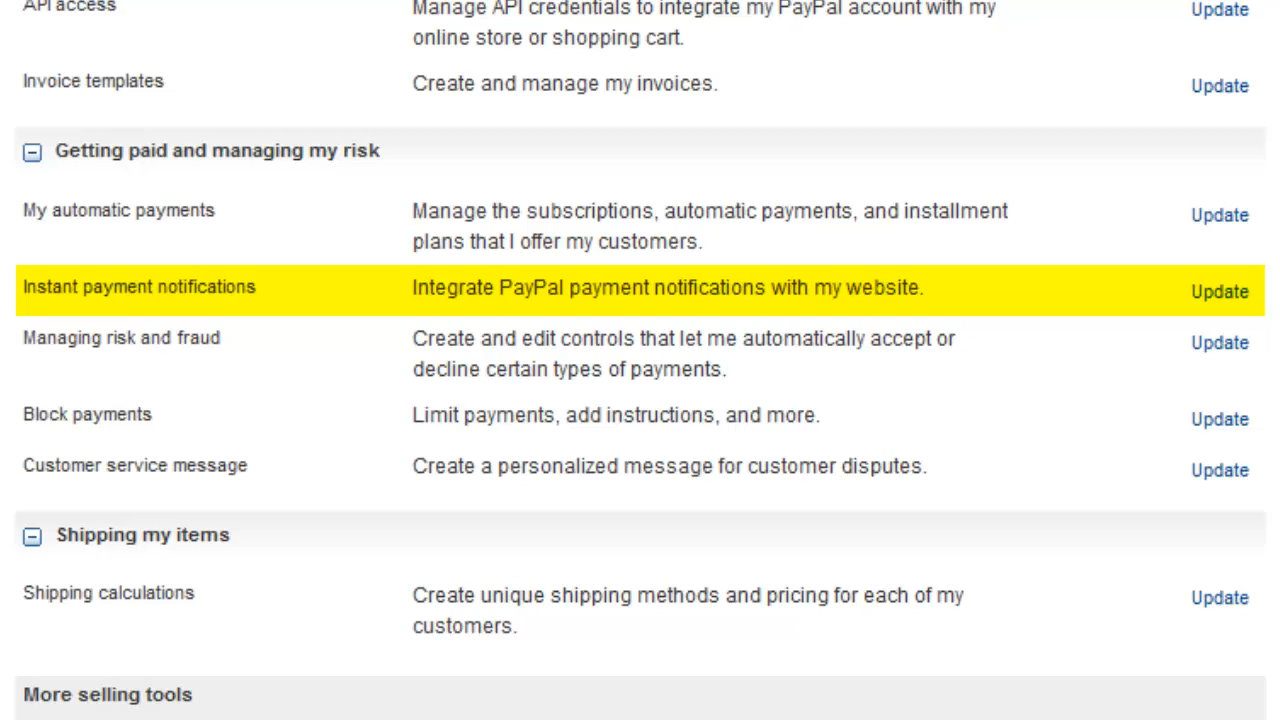 API access
Manage API credentials to integrate my PayPal account with my
online store or shopping cart.
Update
Invoice templates
Create and manage my invoices.
Update
Getting paid and managing my risk
My automatic payments
Manage the subscriptions, automatic payments, and installment
plans that I offer my customers.
Update
Instant payment notifications
Integrate PayPal payment notifications with my website.
Update
Managing risk and fraud
Create and edit controls that let me automatically accept or
decline certain types of payments.
Update
Block payments
Limit payments, add instructions, and more.
Update
Customer service message
Create a personalized message for customer disputes.
Update
Shipping my items
Shipping calculations
Create unique shipping methods and pricing for each of my
customers.
Update
More selling tools